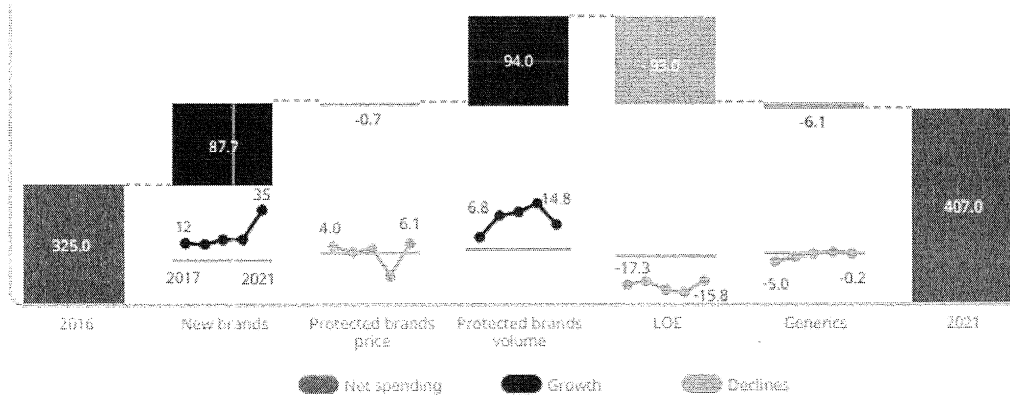 94.0
93.0
-0.7
-6.1
87.7
35
12
4.0
6.1
6.8
14.8
407.0
325.0
2017
2021
-17.3
-15.8
-5.0
-0.2
2016
New brands
Protected brands
price
Protected brands
volume
LOE
Generics
2021
Net spending
Growth
Declines